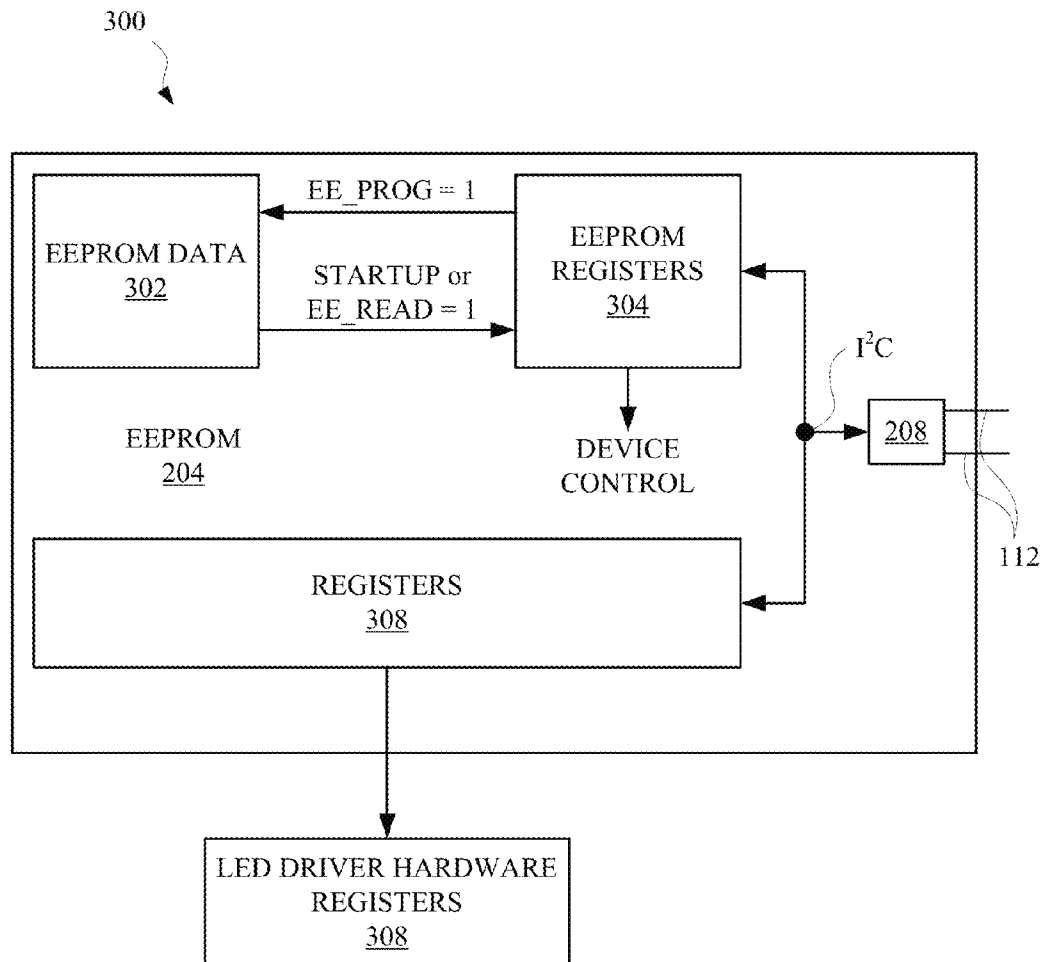 300
EE_PROG = 1
EEPROM DATA
302
STARTUP or
EE_READ = 1
EEPROM
REGISTERS
304
I²C
208
112
EEPROM
204
DEVICE
CONTROL
REGISTERS
308
LED DRIVER HARDWARE
REGISTERS
308